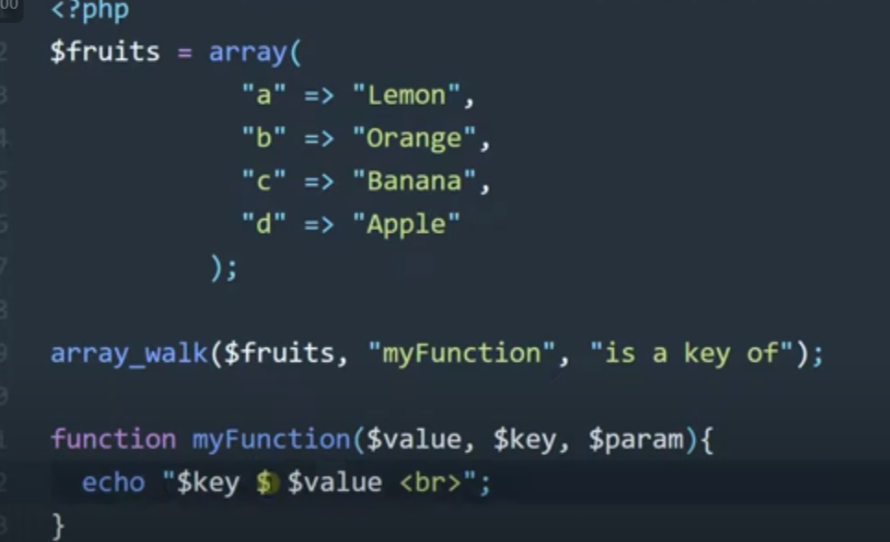 00
<?php
$fruits = array(
"a" => "Lemon",
"b" => "Orange",
"c" => "Banana",
"d" => "Apple"
);
array_walk($fruits, "myFunction", "is a key of");
function myFunction($value, $key, $param){
echo "$key $ $value <br>";
}